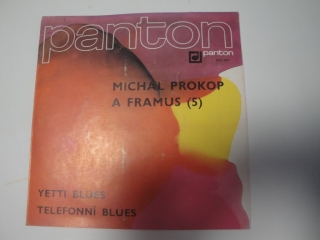 panton
panton
MICHAL PROKOP
A FRAMUS (5)
YETTI BLUES
TELEFONNÍ BLUES